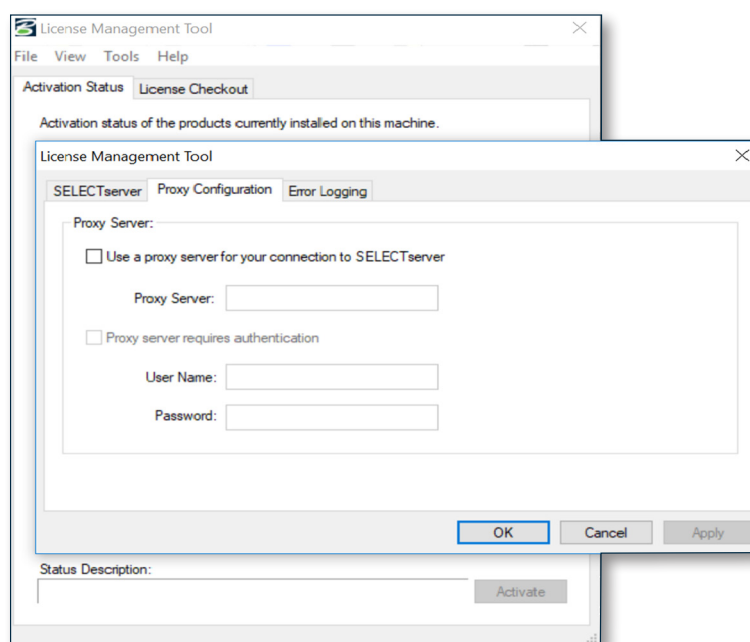 License Management Tool
File View Tools Help
Activation Status License Checkout
Activation status of the products currently installed on this machine.
License Management Tool
SELECTserver Proxy Configuration Error Logging
Proxy Server:
Use a proxy server for your connection to SELECTserver
Proxy Server:
Proxy server requires authentication
User Name:
Password:
OK Cancel Apply
Status Description:
Activate